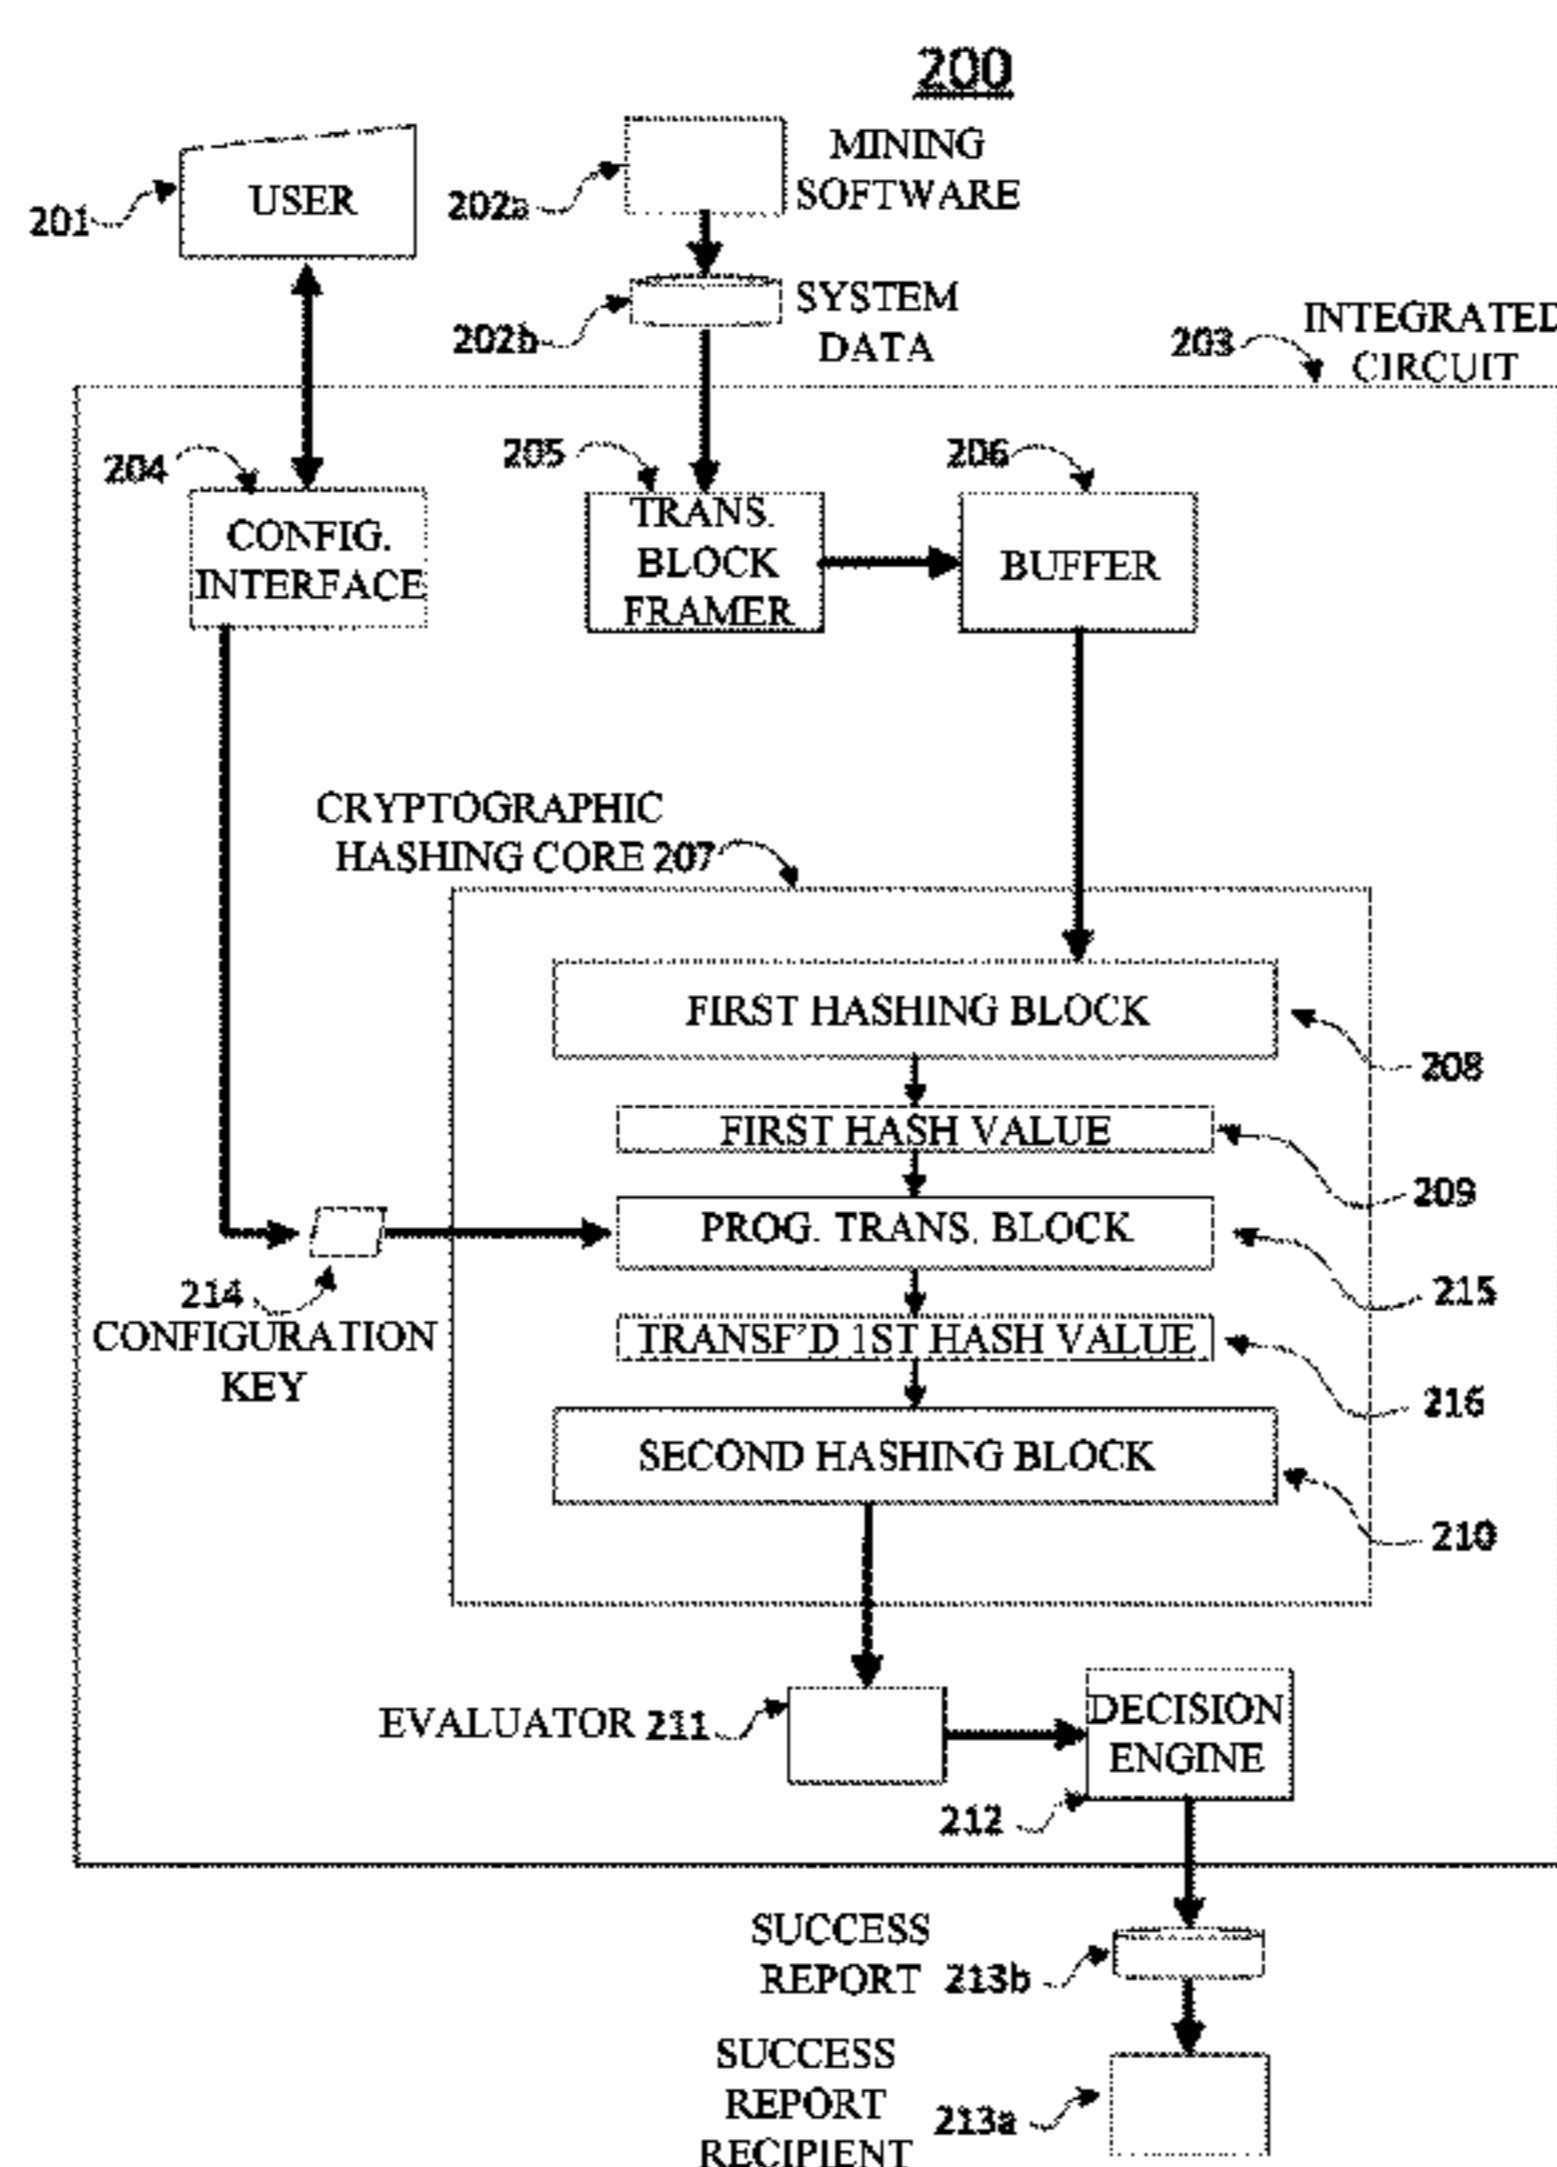 200
MINING
SOFTWARE
USER
201
202a
SYSTEM
DATA
202b
INTEGRATED
CIRCUIT
203
204
205
206
CONFIG.
INTERFACE
TRANS.
BLOCK
FRAMER
BUFFER
CRYPTOGRAPHIC
HASHING CORE 207
FIRST HASHING BLOCK
208
FIRST HASH VALUE
209
PROG. TRANS. BLOCK
215
214
CONFIGURATION
KEY
TRANSF'D 1ST HASH VALUE
216
SECOND HASHING BLOCK
210
EVALUATOR 211
DECISION
ENGINE
212
SUCCESS
REPORT 213b
SUCCESS
REPORT
RECIPIENT
213a